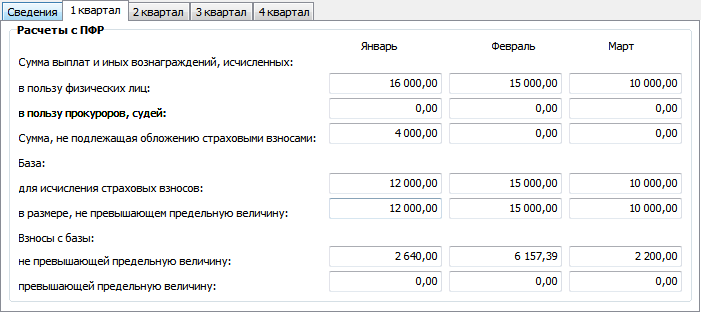 Сведения 1 квартал 2 квартал 3 квартал 4 квартал
Расчеты с ПФР
Январь Февраль Март
Сумма выплат и иных вознаграждений, исчисленных:
в пользу физических лиц: 16 000,00 15 000,00 10 000,00
в пользу прокуроров, судей: 0,00 0,00 0,00
Сумма, не подлежащая обложению страховыми взносами: 4 000,00 0,00 0,00
База:
для исчисления страховых взносов: 12 000,00 15 000,00 10 000,00
в размере, не превышающем предельную величину: 12 000,00 15 000,00 10 000,00
Взносы с базы:
не превышающей предельную величину: 2 640,00 6 157,39 2 200,00
превышающей предельную величину: 0,00 0,00 0,00